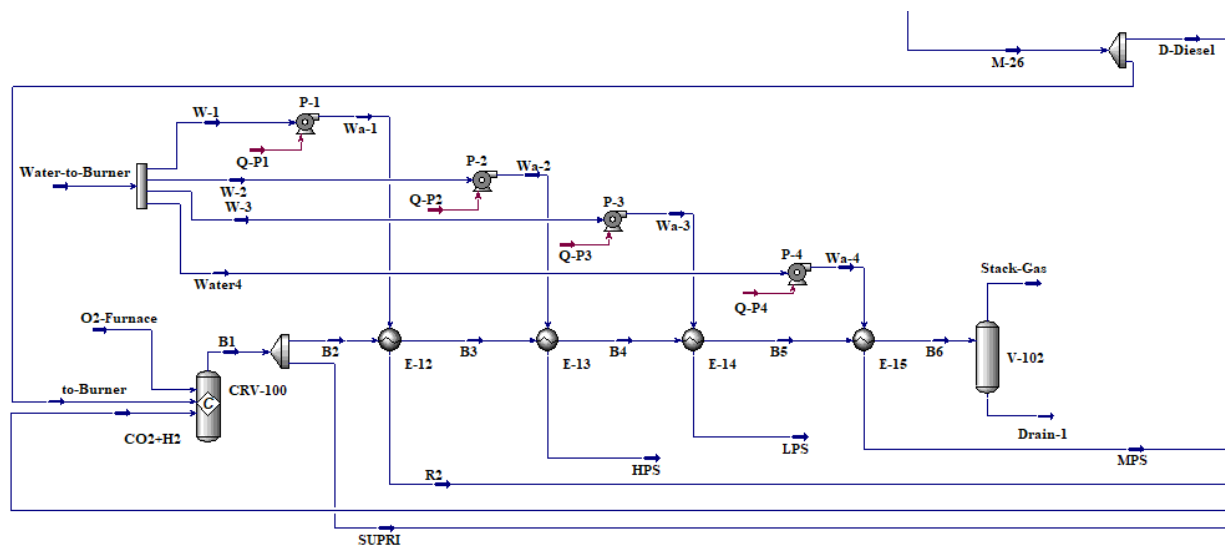 D-Diesel
M-26
W-1
P-1
Wa-1
Q-P1
Water-to-Burner
P-2
Wa-2
W-2
W-3
Q-P2
P-3
Wa-3
Q-P3
P-4
Wa-4
Water4
Q-P4
Stack-Gas
O2-Furnace
B1
B2
B3
B4
B5
B6
E-12
E-13
E-14
E-15
V-102
to-Burner
CRV-100
C
CO2+H2
Drain-1
LPS
MPS
HPS
R2
SUPRI